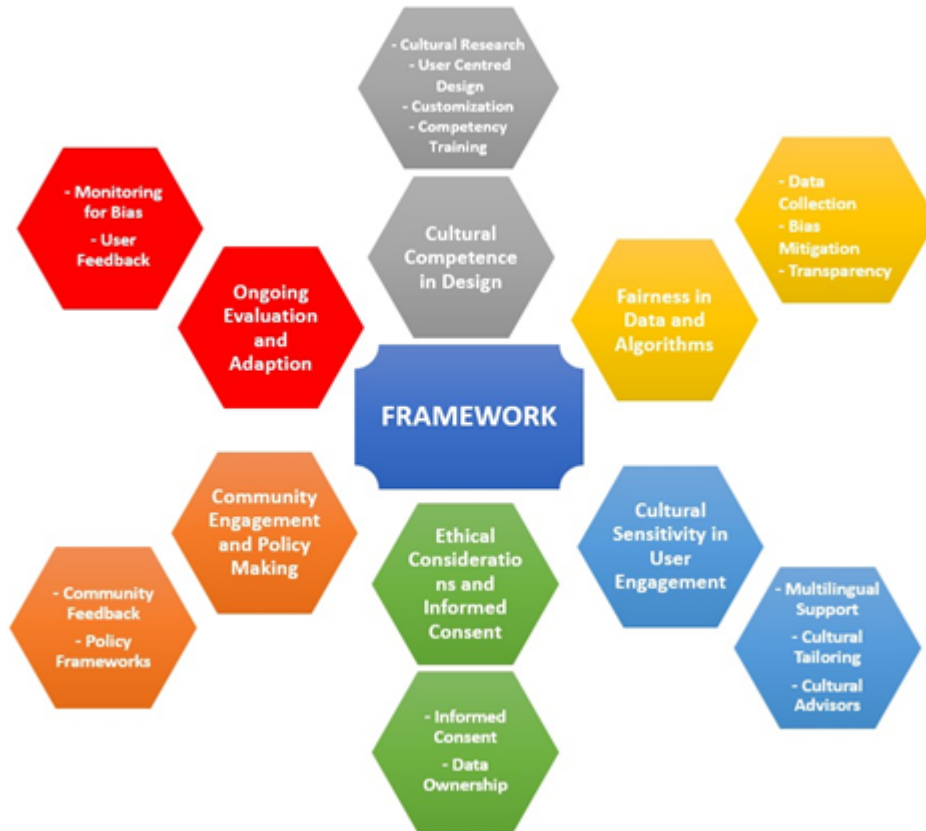 - Cultural Research
- User Centred
Design
- Customization
- Competency
Training
Cultural
Competence
in Design
- Data
Collection
- Bias
Mitigation
- Transparency
Fairness in
Data and
Algorithms
- Monitoring
for Bias
- User
Feedback
Ongoing
Evaluation
and
Adaption
FRAMEWORK
Community
Engagement
and Policy
Making
- Community
Feedback
- Policy
Frameworks
Ethical
Consideratio
ns and
Informed
Consent
- Informed
Consent
- Data
Ownership
Cultural
Sensitivity in
User
Engagement
- Multilingual
Support
- Cultural
Tailoring
- Cultural
Advisors